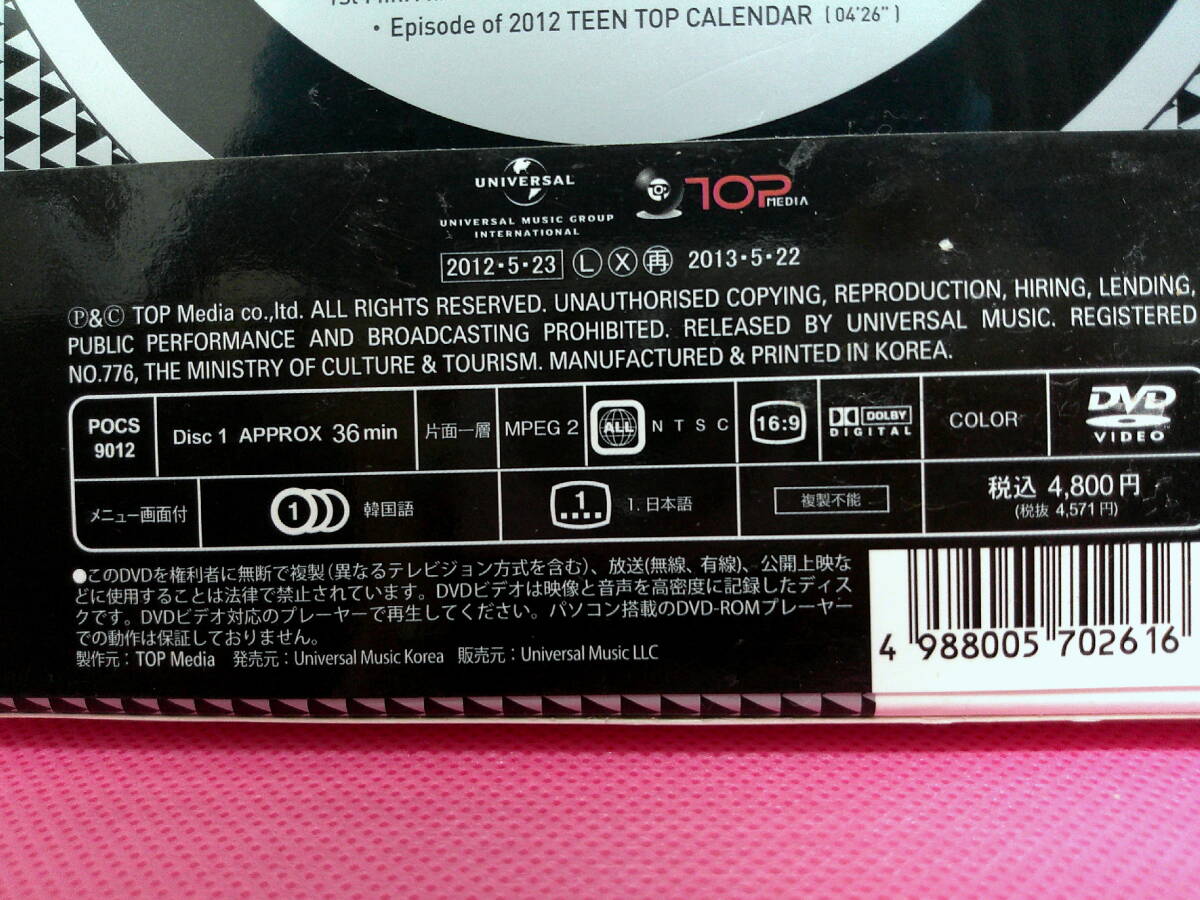 • Episode of 2012 TEEN TOP CALENDAR [ 04'26" ]
UNIVERSAL
UNIVERSAL MUSIC GROUP
INTERNATIONAL
TOP MEDIA
2012・5・23 Ⓛ Ⓧ 再 2013・5・22
Ⓟ&Ⓒ TOP Media co.,ltd. ALL RIGHTS RESERVED. UNAUTHORISED COPYING, REPRODUCTION, HIRING, LENDING,
PUBLIC PERFORMANCE AND BROADCASTING PROHIBITED. RELEASED BY UNIVERSAL MUSIC. REGISTERED
NO.776, THE MINISTRY OF CULTURE & TOURISM. MANUFACTURED & PRINTED IN KOREA.
POCS
9012
Disc 1 APPROX 36 min
片面一層
MPEG 2
ALL
NTSC
16:9
DOLBY
DIGITAL
COLOR
DVD
VIDEO
メニュー画面付
1
韓国語
1
1. 日本語
複製不能
税込 4,800円
(税抜 4,571円)
●このDVDを権利者に無断で複製(異なるテレビジョン方式を含む)、放送(無線、有線)、公開上映な
どに使用することは法律で禁止されています。DVDビデオは映像と音声を高密度に記録したディス
クです。DVDビデオ対応のプレーヤーで再生してください。パソコン搭載のDVD-ROMプレーヤー
での動作は保証しておりません。
製作元：TOP Media 発売元：Universal Music Korea 販売元：Universal Music LLC
4 988005 702616